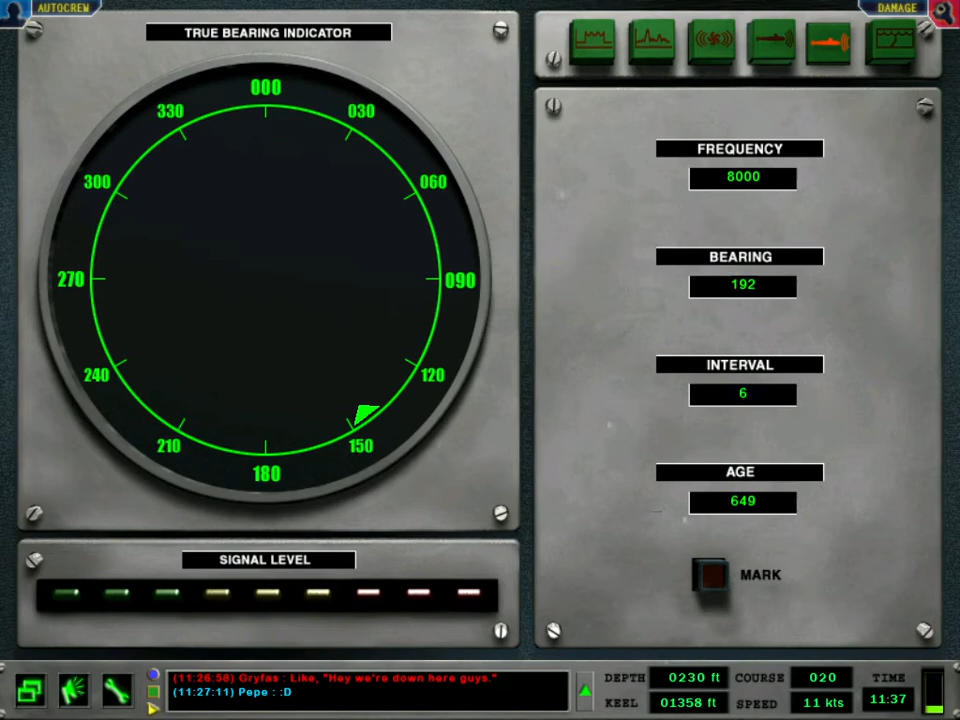 AUTOCREW
DAMAGE
TRUE BEARING INDICATOR
000
030
060
090
120
150
180
210
240
270
300
330
FREQUENCY
8000
BEARING
192
INTERVAL
6
AGE
649
MARK
SIGNAL LEVEL
(11:26:58) Gryfas : Like, "Hey we're down here guys."
(11:27:11) Pepe : :D
DEPTH 0230 ft COURSE 020 TIME
KEEL 01358 ft SPEED 11 kts 11:37